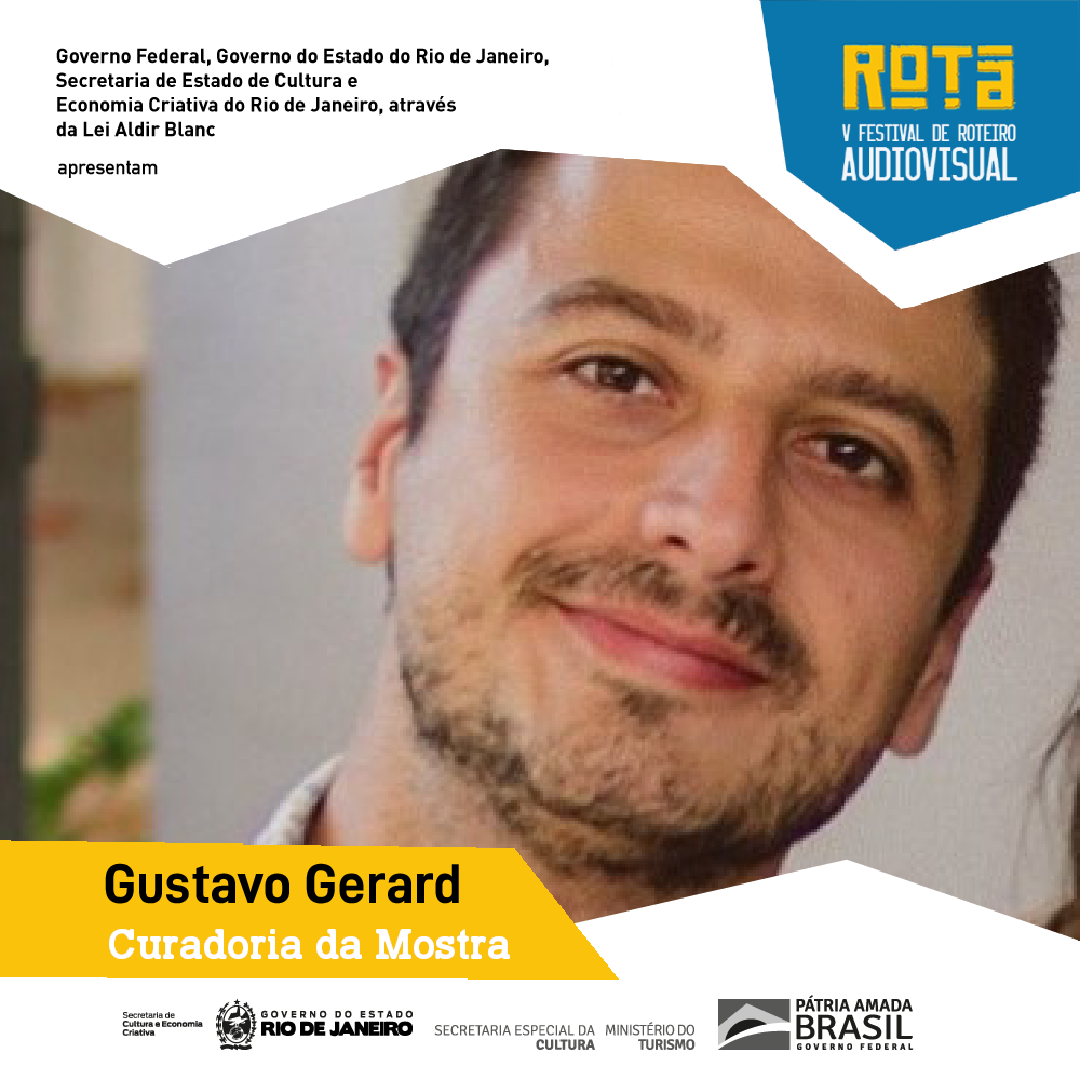 Governo Federal, Governo do Estado do Rio de Janeiro,
Secretaria de Estado de Cultura e
Economia Criativa do Rio de Janeiro, através
da Lei Aldir Blanc
apresentam
ROTA
V FESTIVAL DE ROTEIRO
AUDIOVISUAL
Gustavo Gerard
Curadoria da Mostra
Secretaria de
Cultura e Economia
Criativa
GOVERNO DO ESTADO
RIO DE JANEIRO
SECRETARIA ESPECIAL DA
CULTURA
MINISTÉRIO DO
TURISMO
PÁTRIA AMADA
BRASIL
GOVERNO FEDERAL